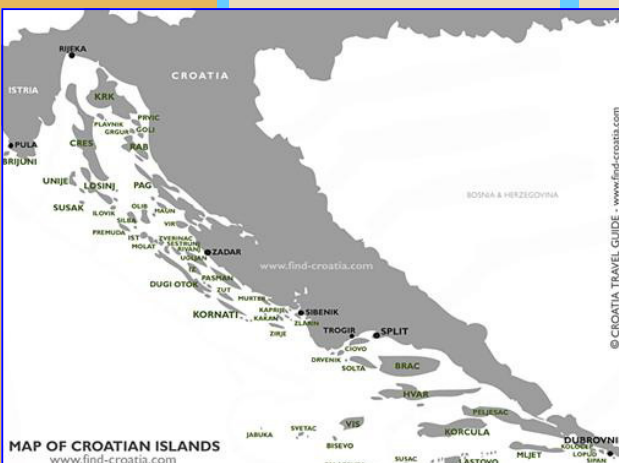 RIJEKA
CROATIA
ISTRIA
KRK
PLAVNIK
PRVIC
GRGUR
GOLI
CRES
RAB
PULA
BRIJUNI
UNIJE
LOSINJ
PAG
SUSAK
ILOVIK
OLIB
MAUN
SILBA
VIR
PREMUDA
IST
MOLAT
ZVERINAC
SESTRUNJ
RIVANJ
UGLJAN
ZADAR
IZ
DUGI OTOK
PASMAN
ZUT
www.find-croatia.com
BOSNIA & HERZEGOVINA
MURTER
KORNATI
KAPRIJE
KAKAN
SIBENIK
ZLARIN
ZIRJE
TROGIR
SPLIT
CIOVO
DRVENIK
SOLTA
BRAC
HVAR
PELJESAC
VIS
KORCULA
JABUKA
SVETAC
BISEVO
SUSAC
LASTOVO
MLJET
DUBROVNI
KOLOCEP
LOPUD
SIPAN
MAP OF CROATIAN ISLANDS
www.find-croatia.com
© CROATIA TRAVEL GUIDE - www.find-croatia.com